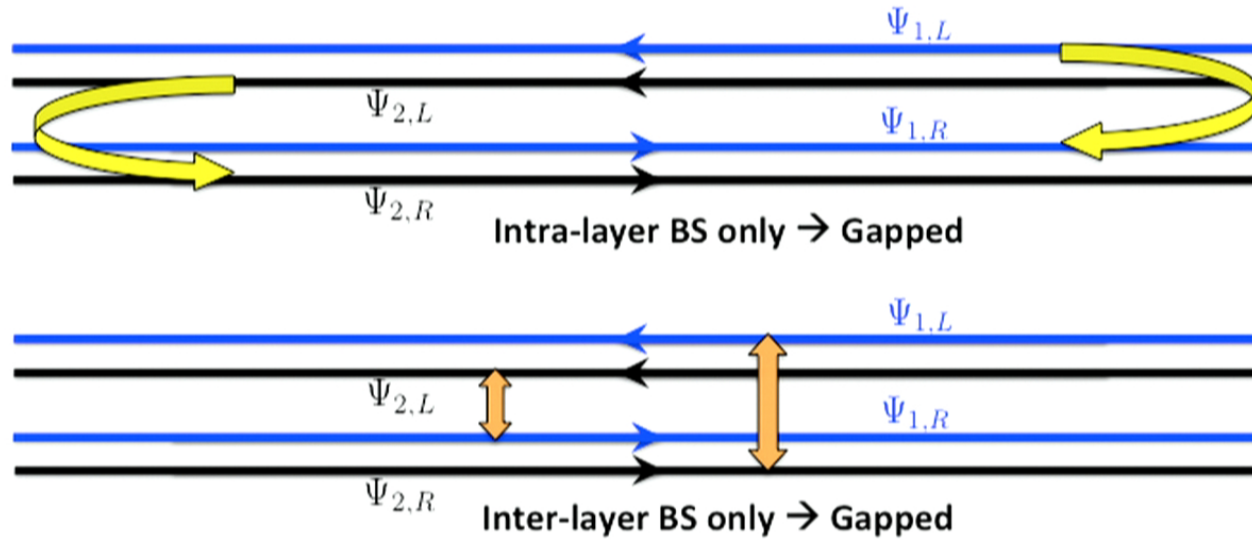 Ψ1,L
Ψ2,L
Ψ1,R
Ψ2,R
Intra-layer BS only → Gapped
Ψ1,L
Ψ2,L
Ψ1,R
Ψ2,R
Inter-layer BS only → Gapped